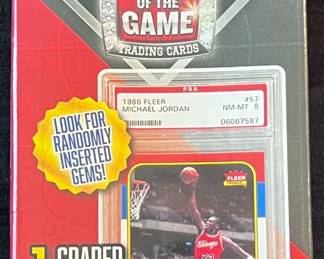 OF THE
GAME
TRADING CARDS
PSA
1986 FLEER #57
MICHAEL JORDAN NM-MT 8
06067587
LOOK FOR
RANDOMLY
INSERTED
GEMS!
FLEER
1 GRADED